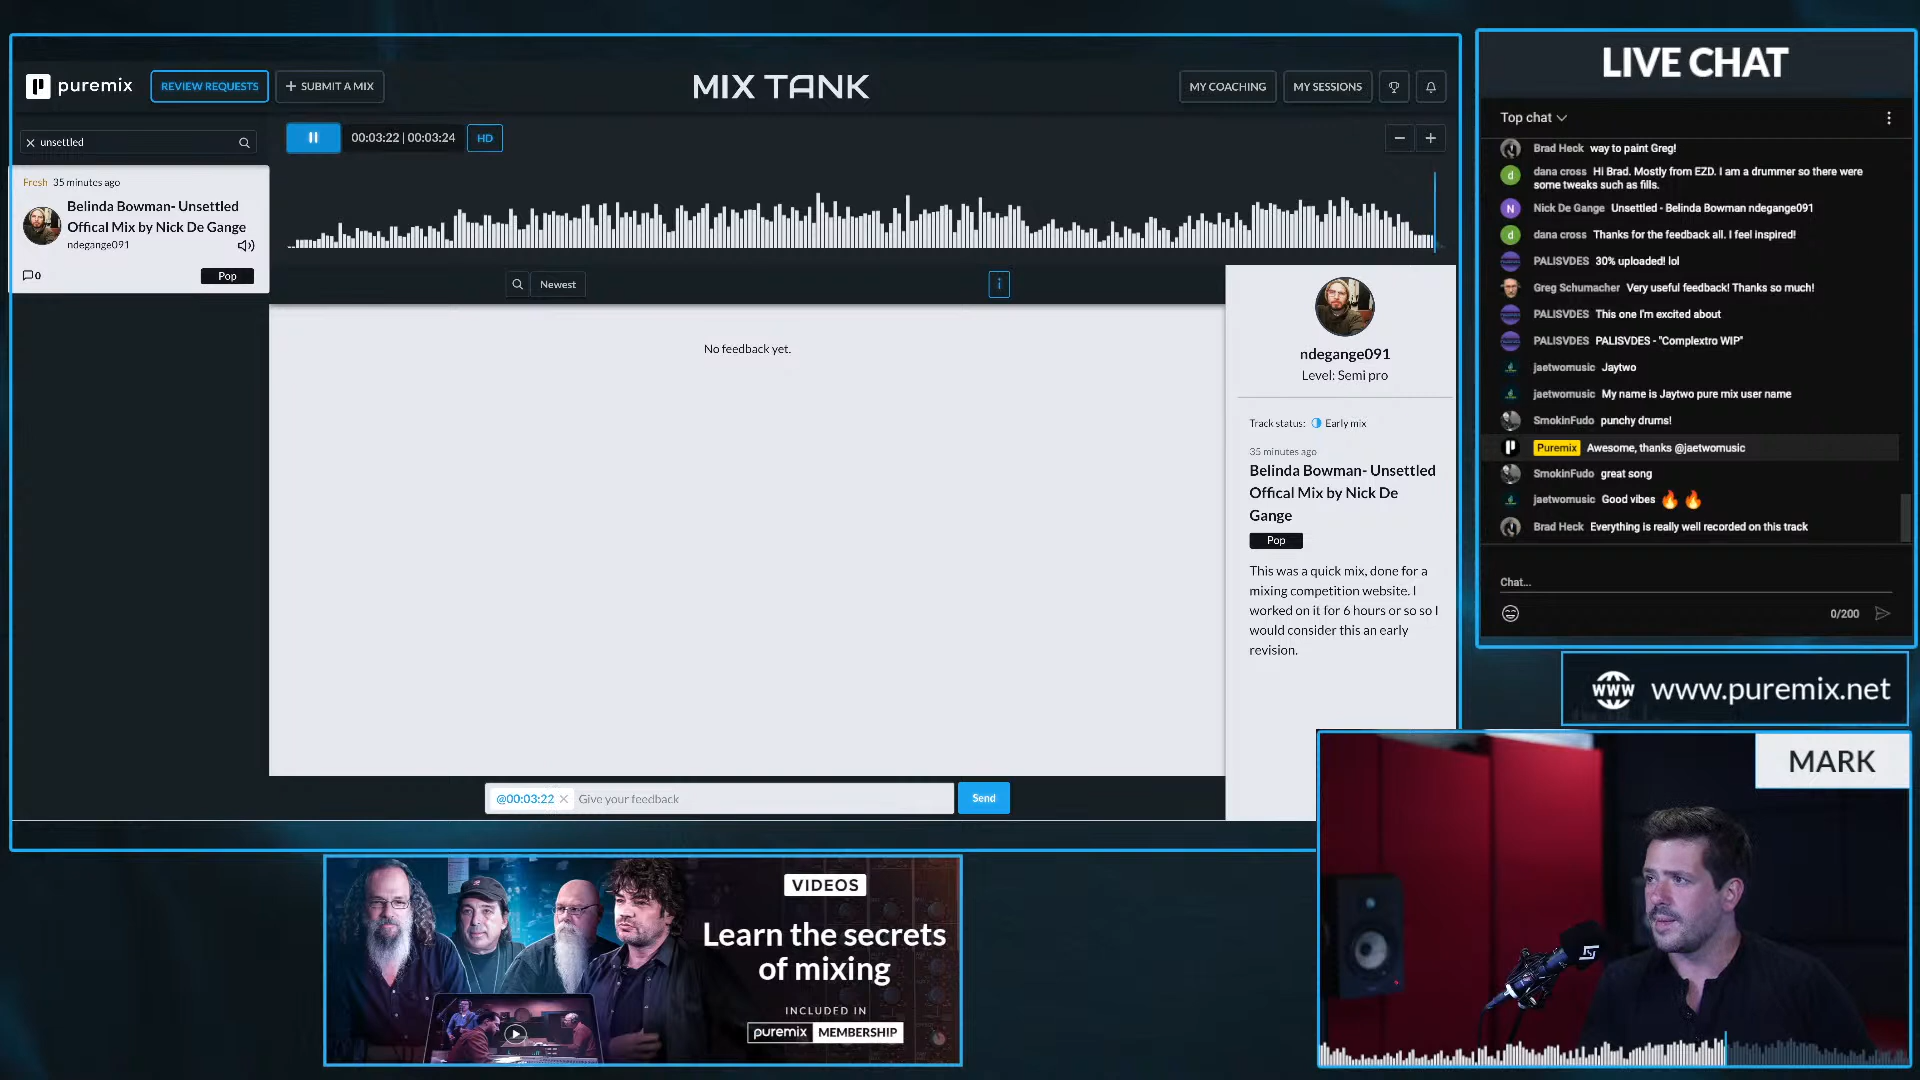 puremix
REVIEW REQUESTS
+ SUBMIT A MIX
MIX TANK
MY COACHING
MY SESSIONS
unsettled
00:03:22 | 00:03:24
HD
Fresh 35 minutes ago
Belinda Bowman- Unsettled
Offical Mix by Nick De Gange
ndegange091
0
Pop
Newest
i
No feedback yet.
ndegange091
Level: Semi pro
Track status: Early mix
35 minutes ago
Belinda Bowman- Unsettled
Offical Mix by Nick De
Gange
Pop
This was a quick mix, done for a
mixing competition website. I
worked on it for 6 hours or so so I
would consider this an early
revision.
@00:03:22 Give your feedback
Send
LIVE CHAT
Top chat
Brad Heck way to paint Greg!
d
dana cross Hi Brad. Mostly from EZD. I am a drummer so there were
some tweaks such as fills.
N
Nick De Gange Unsettled - Belinda Bowman ndegange091
d
dana cross Thanks for the feedback all. I feel inspired!
PALISVDES 30% uploaded! lol
Greg Schumacher Very useful feedback! Thanks so much!
PALISVDES This one I'm excited about
PALISVDES PALISVDES - "Complextro WIP"
jaetwomusic Jaytwo
jaetwomusic My name is Jaytwo pure mix user name
SmokinFudo punchy drums!
Puremix Awesome, thanks @jaetwomusic
SmokinFudo great song
jaetwomusic Good vibes 🔥 🔥
Brad Heck Everything is really well recorded on this track
Chat...
0/200
WWW
www.puremix.net
MARK
VIDEOS
Learn the secrets
of mixing
INCLUDED IN
puremix MEMBERSHIP